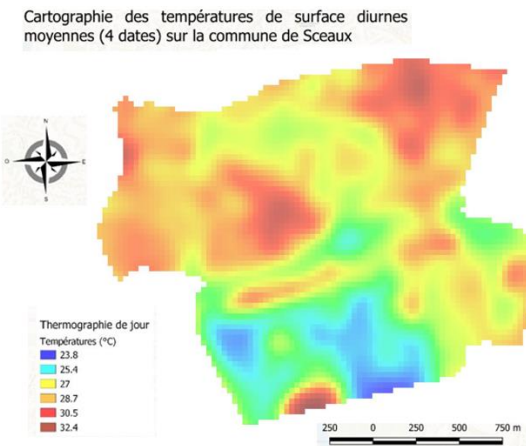 Cartographie des températures de surface diurnes
moyennes (4 dates) sur la commune de Sceaux
N
O
E
S
Thermographie de jour
Températures (°C)
23.8
25.4
27
28.7
30.5
32.4
250 0 250 500 750 m